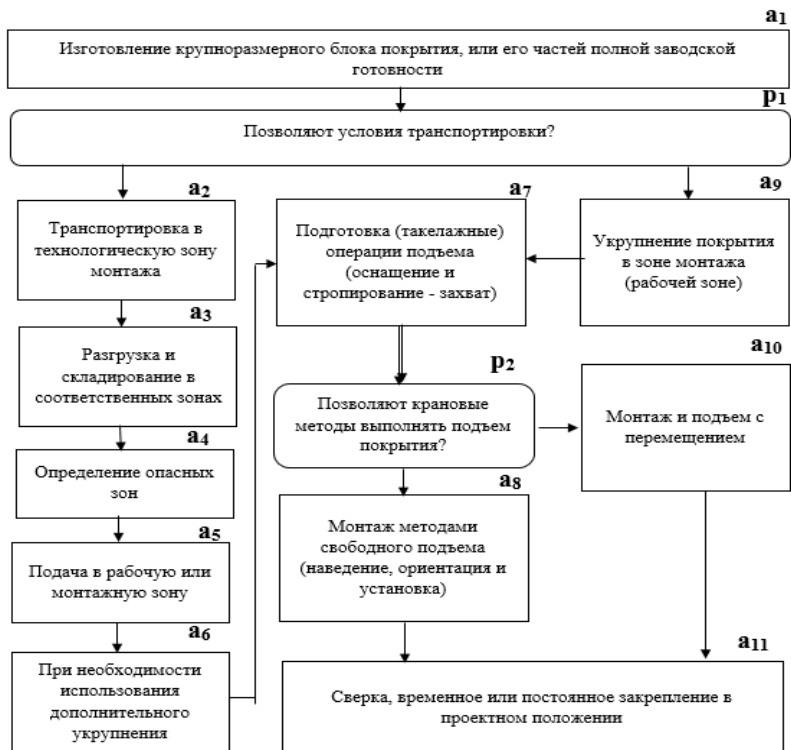 a1
Изготовление крупноразмерного блока покрытия, или его частей полной заводской
готовности
p1
Позволяют условия транспортировки?
a2
Транспортировка в
технологическую зону
монтажа
a3
Разгрузка и
складирование в
соответственных зонах
a4
Определение опасных
зон
a5
Подача в рабочую или
монтажную зону
a6
При необходимости
использования
дополнительного
укрупнения
a7
Подготовка (такелажные)
операции подъема
(оснащение и
стропирование - захват)
a9
Укрупнение покрытия
в зоне монтажа
(рабочей зоне)
p2
Позволяют крановые
методы выполнять подъем
покрытия?
a10
Монтаж и подъем с
перемещением
a8
Монтаж методами
свободного подъема
(наведение, ориентация и
установка)
a11
Сверка, временное или постоянное закрепление в
проектном положении